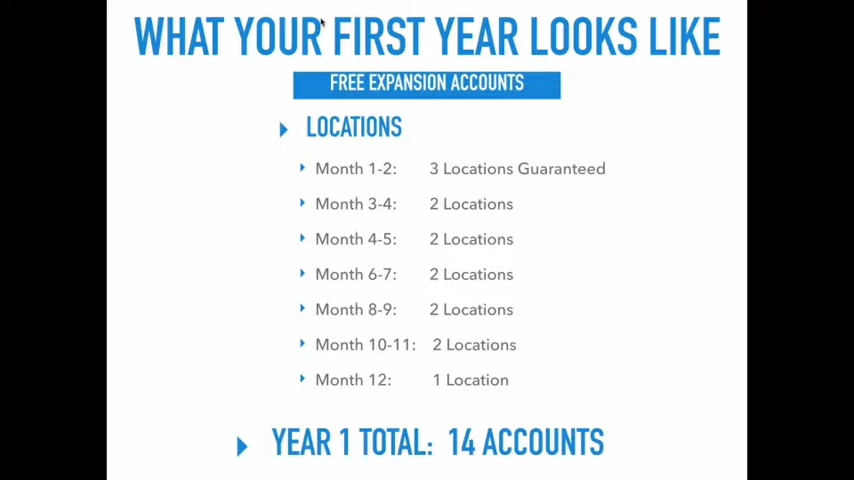 WHAT YOUR FIRST YEAR LOOKS LIKE
FREE EXPANSION ACCOUNTS
LOCATIONS
Month 1-2: 3 Locations Guaranteed
Month 3-4: 2 Locations
Month 4-5: 2 Locations
Month 6-7: 2 Locations
Month 8-9: 2 Locations
Month 10-11: 2 Locations
Month 12: 1 Location
YEAR 1 TOTAL: 14 ACCOUNTS